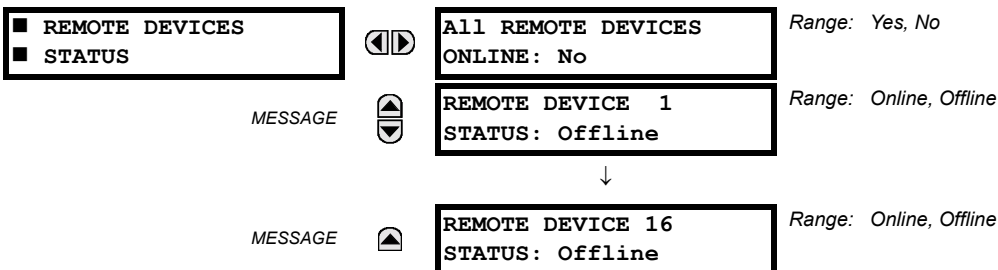 ■ REMOTE DEVICES
■ STATUS
All REMOTE DEVICES
ONLINE: No
Range: Yes, No
MESSAGE
REMOTE DEVICE 1
STATUS: Offline
Range: Online, Offline
↓
MESSAGE
REMOTE DEVICE 16
STATUS: Offline
Range: Online, Offline